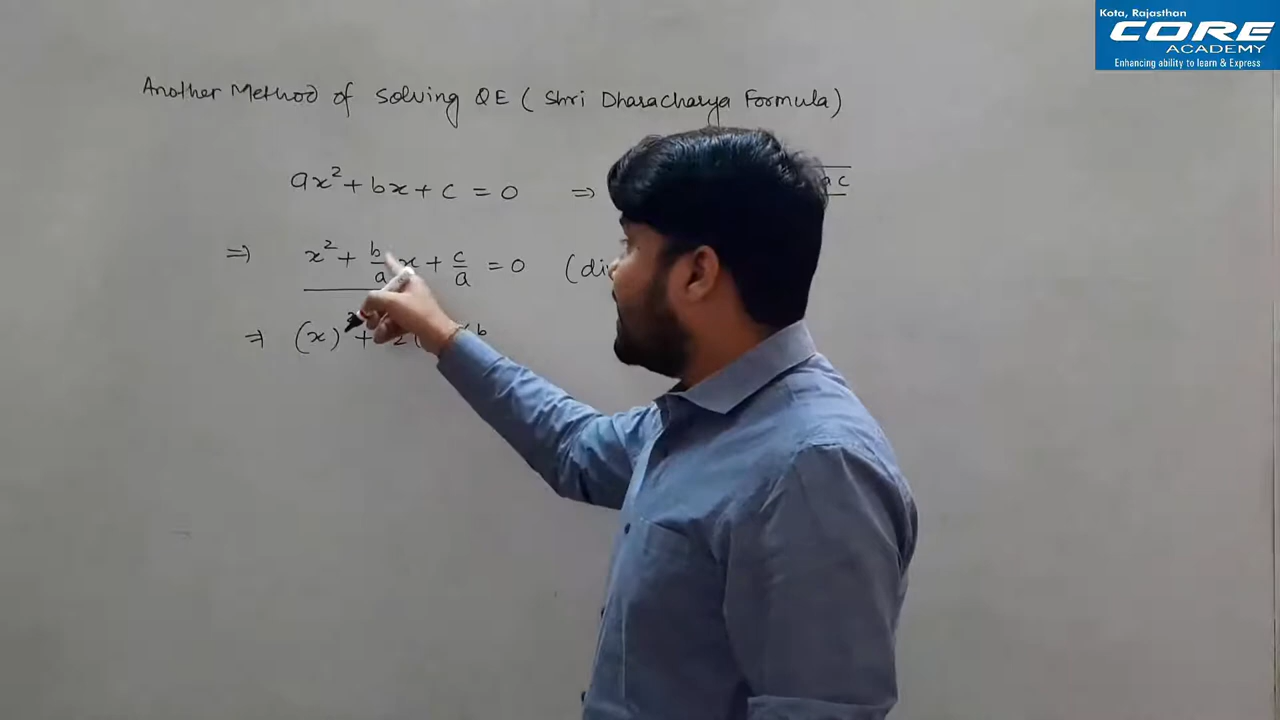 Kota, Rajasthan
CORE
ACADEMY
Enhancing ability to learn & Express
Another Method of Solving QE ( Shri Dharacharya Formula)
ax² + bx + c = 0 ⇒ ac
⇒ x² + b/a x + c/a = 0 (di
⇒ (x)² + 2( b